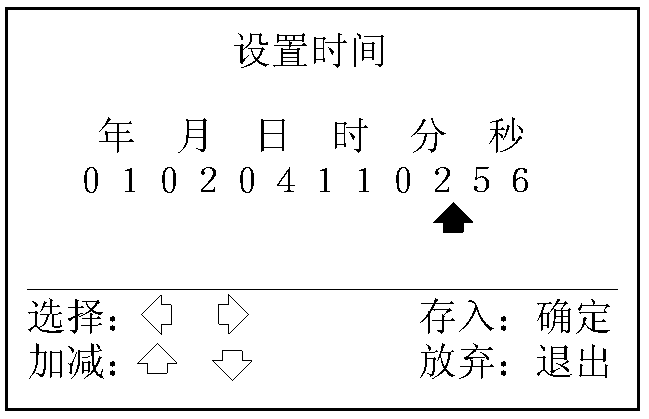 设置时间
年 月 日 时 分 秒
0 1 0 2 0 4 1 1 0 2 5 6
选择： 存入：确定
加减： 放弃：退出